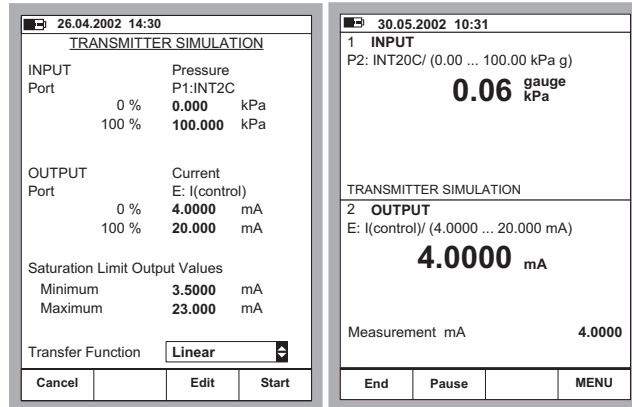 26.04.2002 14:30
TRANSMITTER SIMULATION
INPUT Pressure
Port P1:INT2C
0 % 0.000 kPa
100 % 100.000 kPa
OUTPUT Current
Port E: I(control)
0 % 4.0000 mA
100 % 20.000 mA
Saturation Limit Output Values
Minimum 3.5000 mA
Maximum 23.000 mA
Transfer Function Linear
Cancel Edit Start
30.05.2002 10:31
1 INPUT
P2: INT20C/ (0.00 ... 100.00 kPa g)
0.06 gauge kPa
TRANSMITTER SIMULATION
2 OUTPUT
E: I(control)/ (4.0000 ... 20.000 mA)
4.0000 mA
Measurement mA 4.0000
End Pause MENU